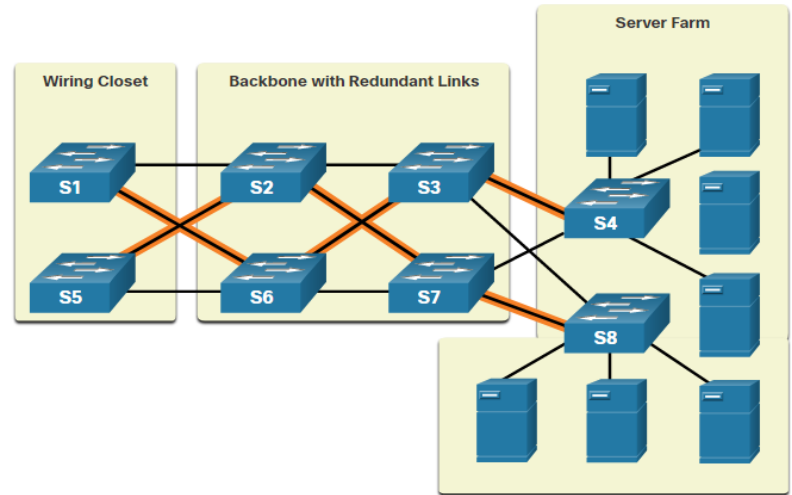 Server Farm
Wiring Closet
Backbone with Redundant Links
S1
S2
S3
S4
S5
S6
S7
S8